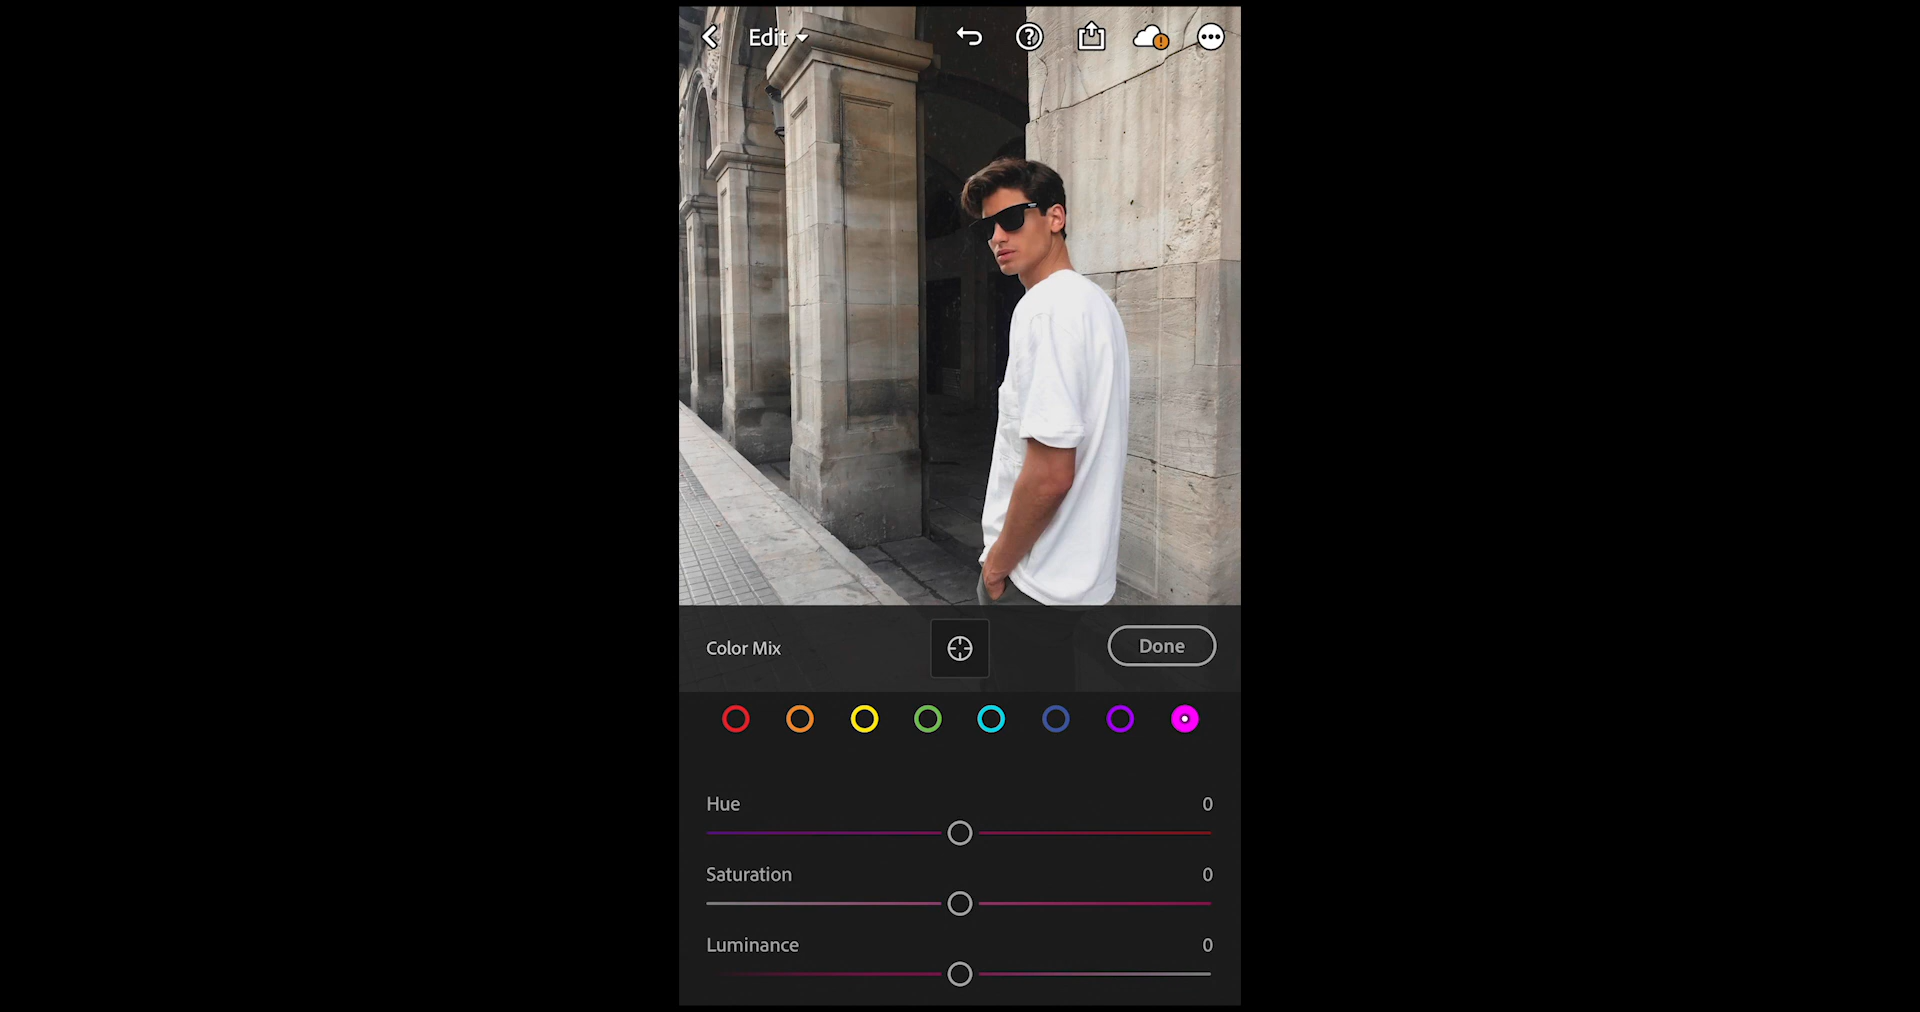 Edit
Color Mix
Done
Hue 0
Saturation 0
Luminance 0